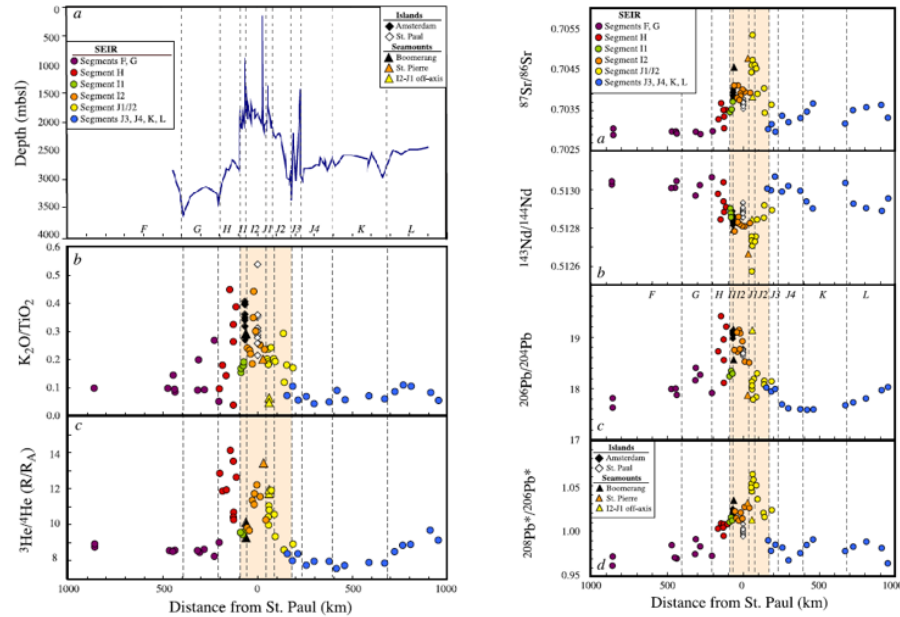 a
Depth (mbsl)
0
500
1000
1500
2000
2500
3000
3500
4000
SEIR
Segments F, G
Segment H
Segment I1
Segment I2
Segment J1/J2
Segments J3, J4, K, L
Islands
Amsterdam
St. Paul
Seamounts
Boomerang
St. Pierre
I2-J1 off-axis
F G H I1 I2 J1 J2 J3 J4 K L
b
K2O/TiO2
0.6
0.5
0.4
0.3
0.2
0.1
0.0
c
3He/4He (R/RA)
14
12
10
8
1000 500 0 500 1000
Distance from St. Paul (km)
SEIR
Segments F, G
Segment H
Segment I1
Segment I2
Segment J1/J2
Segments J3, J4, K, L
87Sr/86Sr
0.7055
0.7045
0.7035
0.7025
a
143Nd/144Nd
0.5130
0.5128
0.5126
b
F G H I1 I2 J1 J2 J3 J4 K L
206Pb/204Pb
19
18
17
c
Islands
Amsterdam
St. Paul
Seamounts
Boomerang
St. Pierre
I2-J1 off-axis
208Pb*/206Pb*
1.05
1.00
0.95
d
1000 500 0 500 1000
Distance from St. Paul (km)